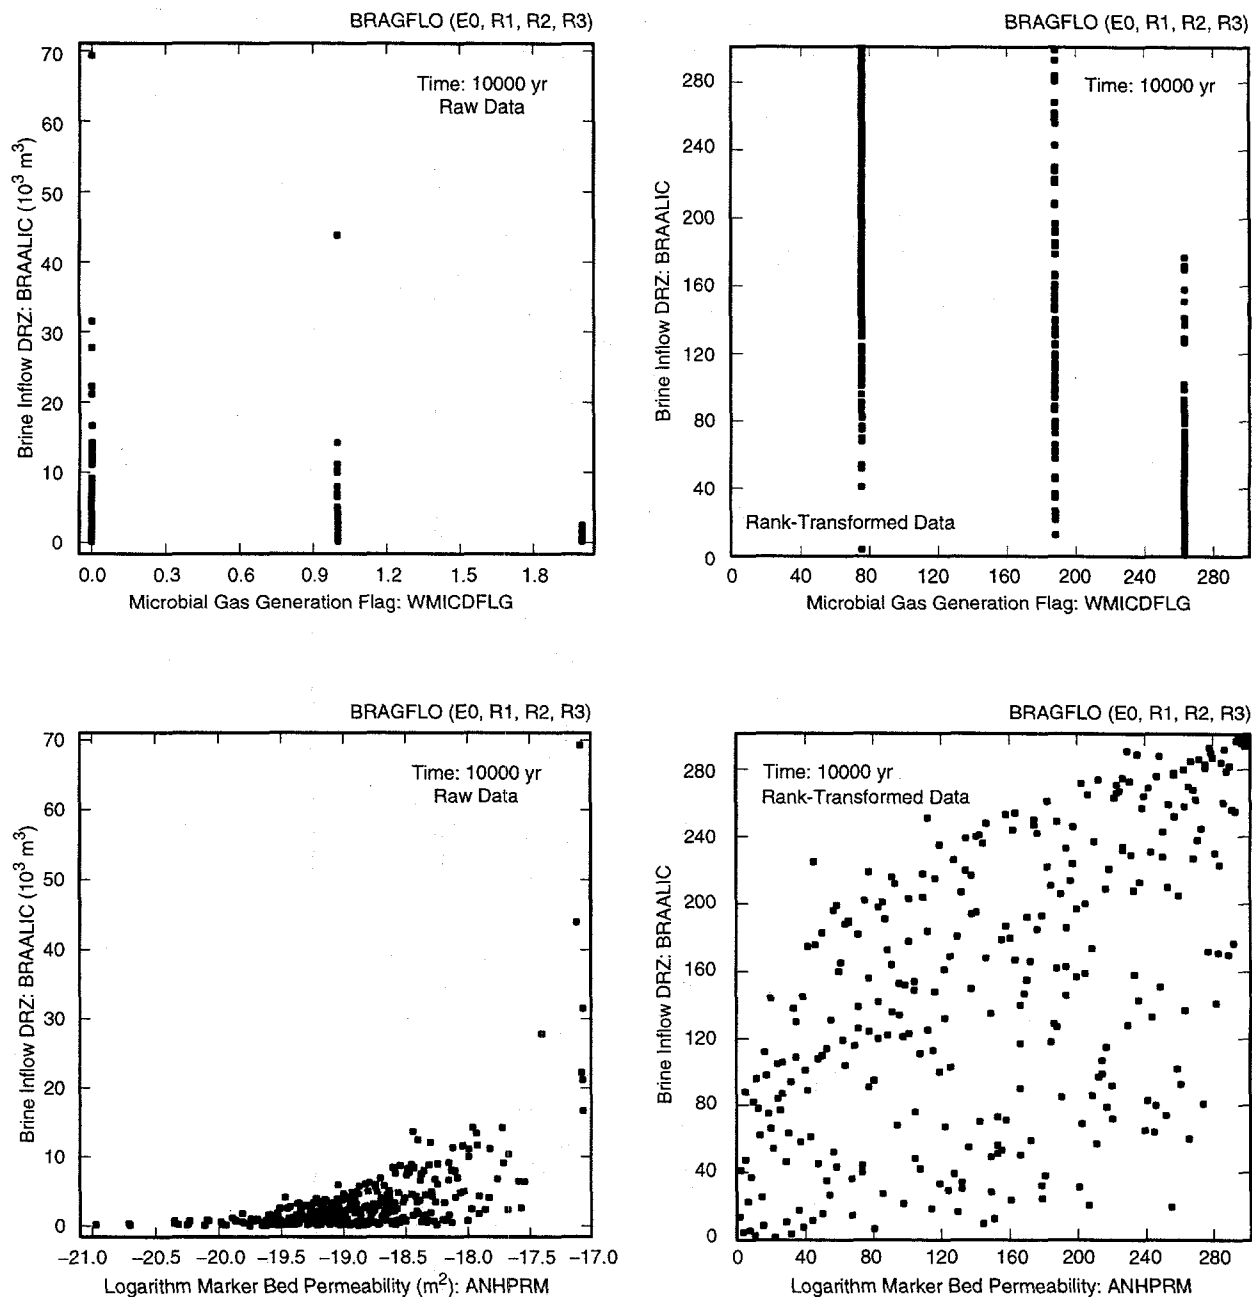 BRAGFLO (E0, R1, R2, R3)
Time: 10000 yr
Raw Data
Brine Inflow DRZ: BRAALIC (10³ m³)
70
60
50
40
30
20
10
0
0.0 0.3 0.6 0.9 1.2 1.5 1.8
Microbial Gas Generation Flag: WMICDFLG
BRAGFLO (E0, R1, R2, R3)
Time: 10000 yr
Brine Inflow DRZ: BRAALIC
280
240
200
160
120
80
40
0
Rank-Transformed Data
0 40 80 120 160 200 240 280
Microbial Gas Generation Flag: WMICDFLG
BRAGFLO (E0, R1, R2, R3)
Time: 10000 yr
Raw Data
Brine Inflow DRZ: BRAALIC (10³ m³)
70
60
50
40
30
20
10
0
−21.0 −20.5 −20.0 −19.5 −19.0 −18.5 −18.0 −17.5 −17.0
Logarithm Marker Bed Permeability (m²): ANHPRM
BRAGFLO (E0, R1, R2, R3)
Time: 10000 yr
Rank-Transformed Data
Brine Inflow DRZ: BRAALIC
280
240
200
160
120
80
40
0
0 40 80 120 160 200 240 280
Logarithm Marker Bed Permeability: ANHPRM